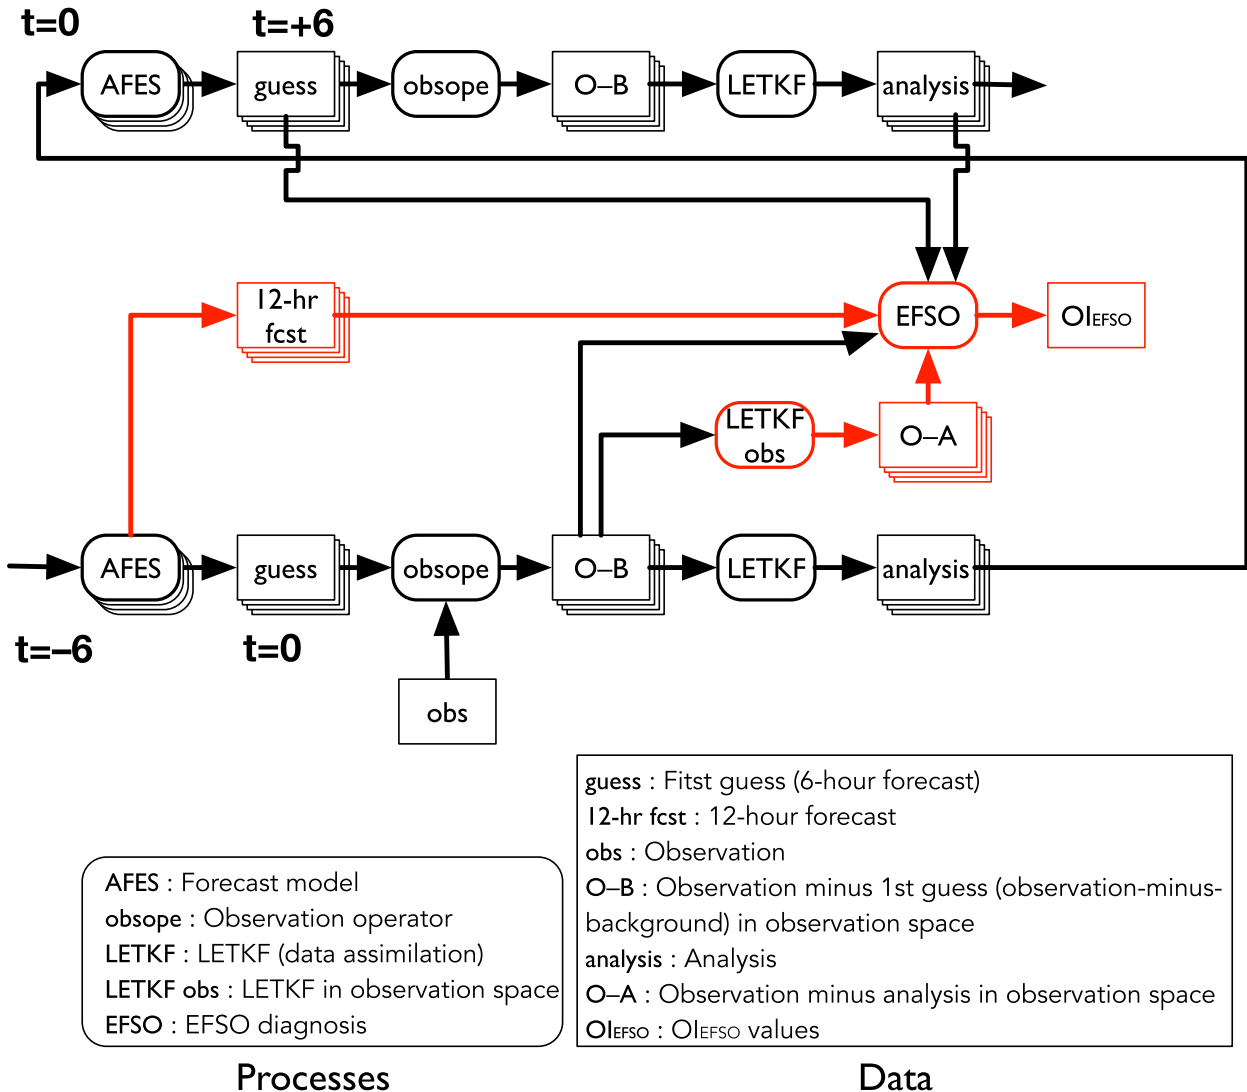 t=0
t=+6
AFES
guess
obsope
O–B
LETKF
analysis
12-hr
fcst
EFSO
OIEFSO
LETKF
obs
O–A
AFES
guess
obsope
O–B
LETKF
analysis
t=–6
t=0
obs
guess : Fitst guess (6-hour forecast)
12-hr fcst : 12-hour forecast
obs : Observation
O–B : Observation minus 1st guess (observation-minus-
background) in observation space
analysis : Analysis
O–A : Observation minus analysis in observation space
OIEFSO : OIEFSO values
AFES : Forecast model
obsope : Observation operator
LETKF : LETKF (data assimilation)
LETKF obs : LETKF in observation space
EFSO : EFSO diagnosis
Processes
Data